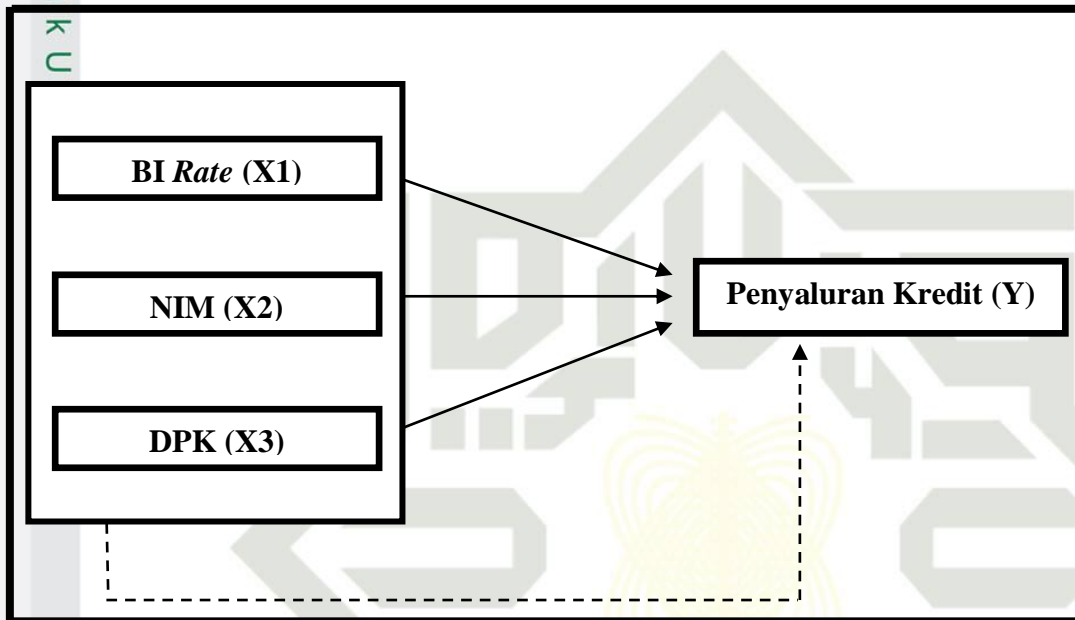 k U
BI Rate (X1)
NIM (X2)
Penyaluran Kredit (Y)
DPK (X3)